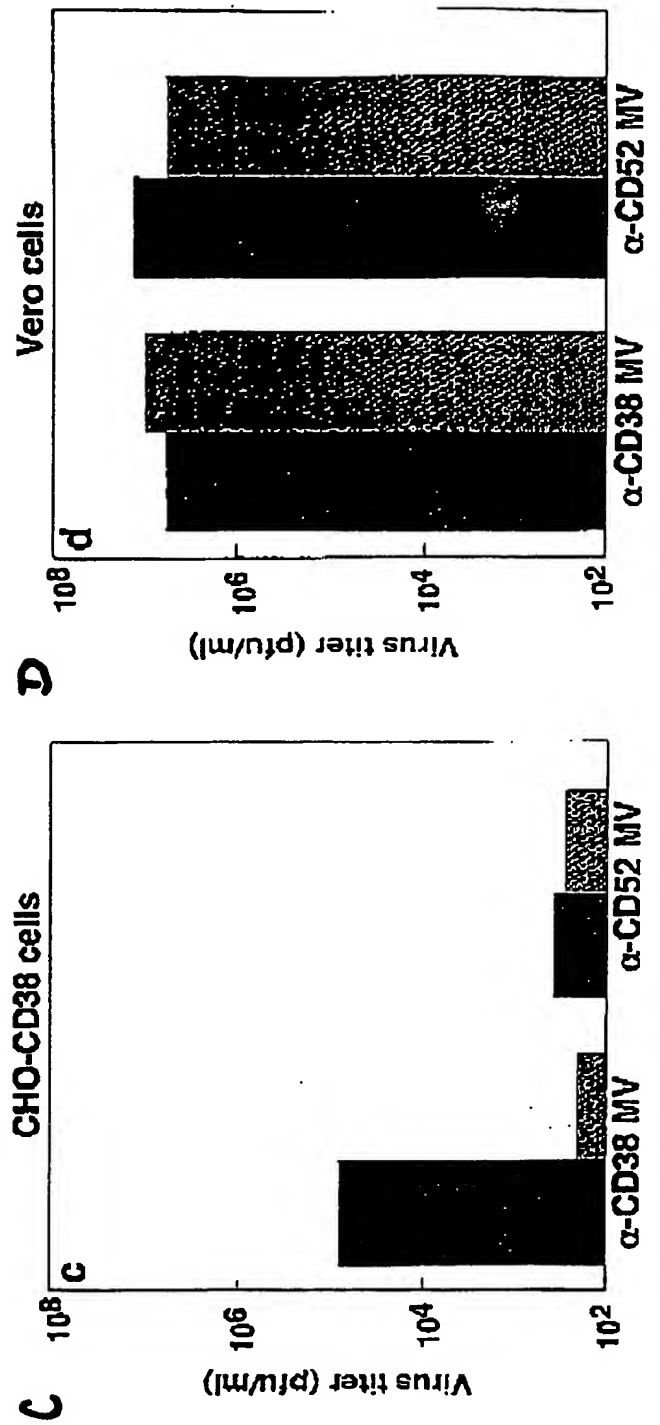 C
c
CHO-CD38 cells
Virus titer (pfu/ml)
10⁸
10⁶
10⁴
10²
α-CD38 MV
α-CD52 MV
D
d
Vero cells
Virus titer (pfu/ml)
10⁸
10⁶
10⁴
10²
α-CD38 MV
α-CD52 MV